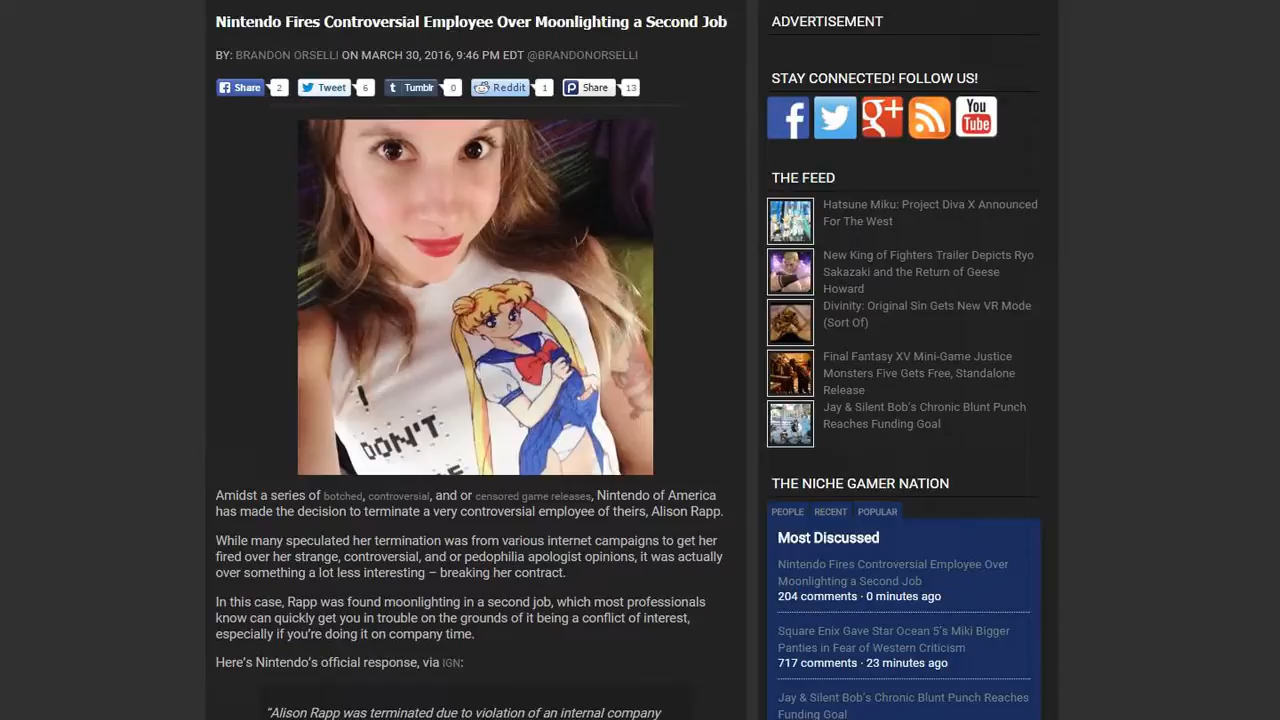 Nintendo Fires Controversial Employee Over Moonlighting a Second Job
BY: BRANDON ORSELLI ON MARCH 30, 2016, 9:46 PM EDT @BRANDONORSELLI
Share 2 Tweet 6 Tumblr 0 Reddit 1 Share 13
DON'T
Amidst a series of botched, controversial, and or censored game releases, Nintendo of America
has made the decision to terminate a very controversial employee of theirs, Alison Rapp.
While many speculated her termination was from various internet campaigns to get her
fired over her strange, controversial, and or pedophilia apologist opinions, it was actually
over something a lot less interesting – breaking her contract.
In this case, Rapp was found moonlighting in a second job, which most professionals
know can quickly get you in trouble on the grounds of it being a conflict of interest,
especially if you're doing it on company time.
Here's Nintendo's official response, via IGN:
"Alison Rapp was terminated due to violation of an internal company
ADVERTISEMENT
STAY CONNECTED! FOLLOW US!
You
Tube
THE FEED
Hatsune Miku: Project Diva X Announced
For The West
New King of Fighters Trailer Depicts Ryo
Sakazaki and the Return of Geese
Howard
Divinity: Original Sin Gets New VR Mode
(Sort Of)
Final Fantasy XV Mini-Game Justice
Monsters Five Gets Free, Standalone
Release
Jay & Silent Bob's Chronic Blunt Punch
Reaches Funding Goal
THE NICHE GAMER NATION
PEOPLE RECENT POPULAR
Most Discussed
Nintendo Fires Controversial Employee Over
Moonlighting a Second Job
204 comments · 0 minutes ago
Square Enix Gave Star Ocean 5's Miki Bigger
Panties in Fear of Western Criticism
717 comments · 23 minutes ago
Jay & Silent Bob's Chronic Blunt Punch Reaches
Funding Goal